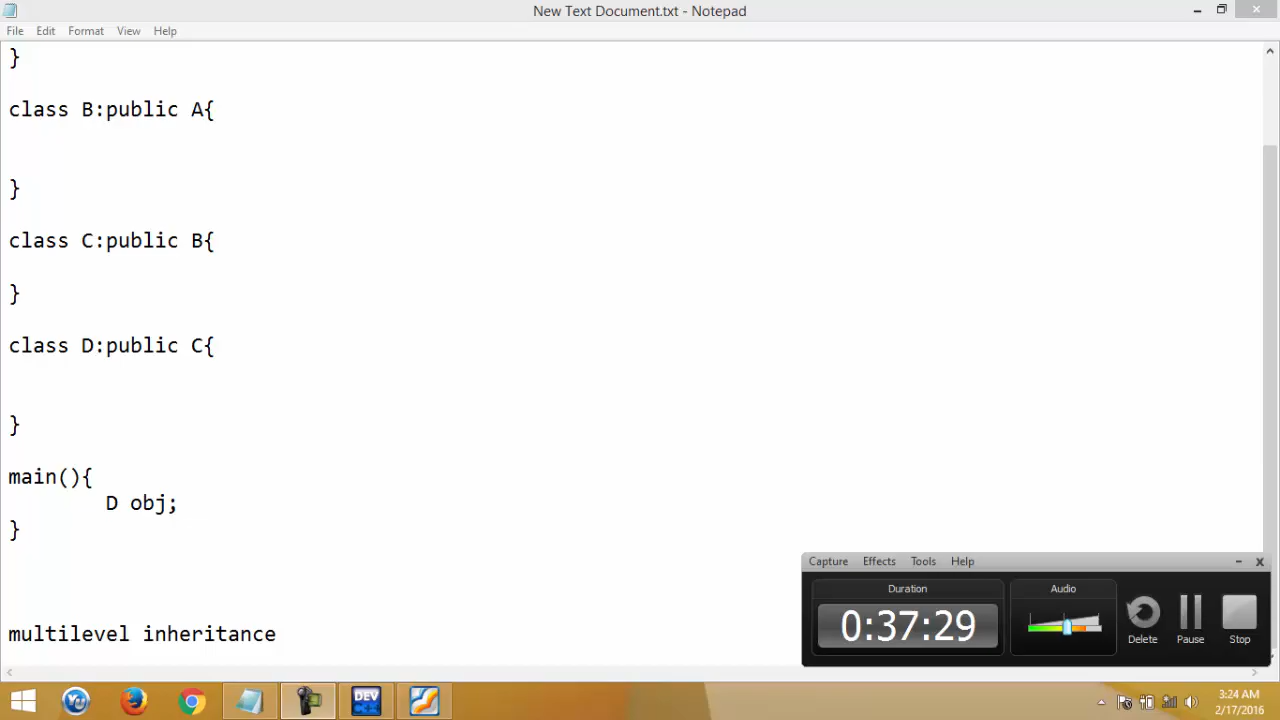 New Text Document.txt - Notepad
File Edit Format View Help
}
class B:public A{
}
class C:public B{
}
class D:public C{
}
main(){
D obj;
}
multilevel inheritance
Capture Effects Tools Help
Duration
0:37:29
Audio
Delete Pause Stop
DEV
3:24 AM
2/17/2016